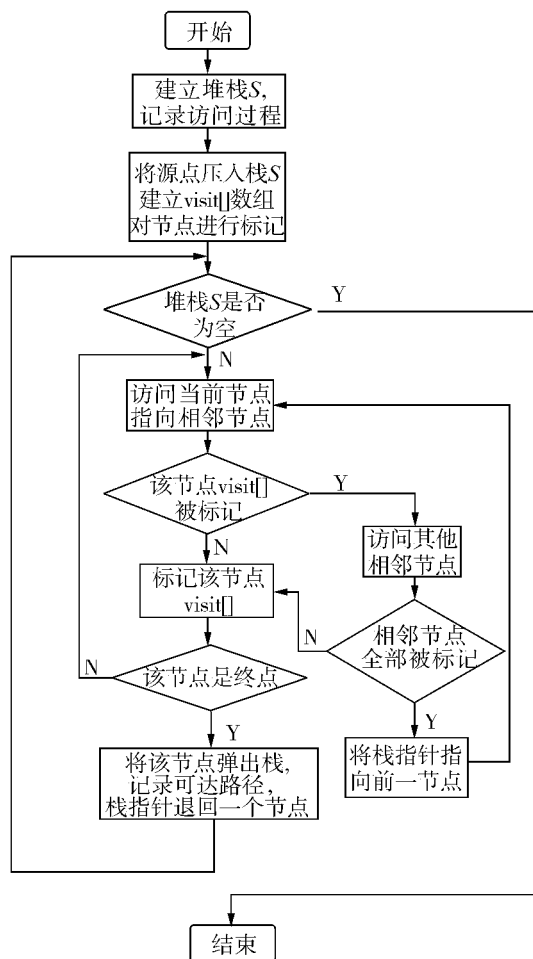 开始
建立堆栈S,
记录访问过程
将源点压入栈S
建立visit[]数组
对节点进行标记
堆栈S是否
为空
Y
N
访问当前节点
指向相邻节点
该节点visit[]
被标记
Y
N
访问其他
相邻节点
标记该节点
visit[]
相邻节点
全部被标记
N
Y
该节点是终点
N
Y
将栈指针指
向前一节点
将该节点弹出栈,
记录可达路径,
栈指针退回一个节点
结束